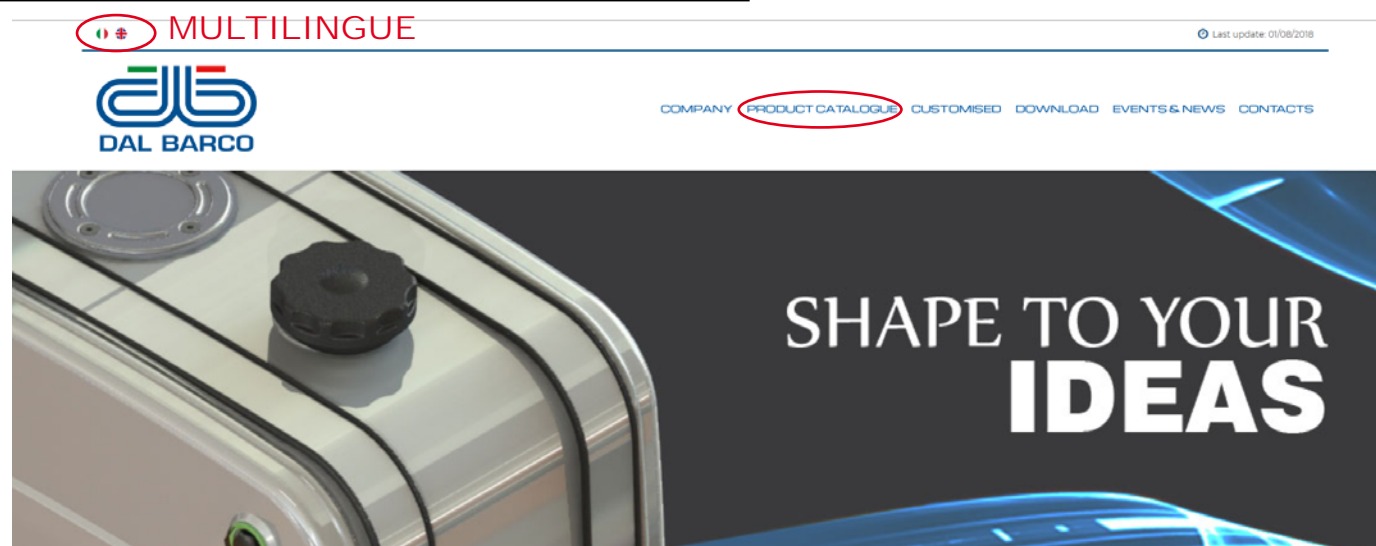 MULTILINGUE
Last update: 01/08/2018
DAL BARCO
COMPANY PRODUCT CATALOGUE CUSTOMISED DOWNLOAD EVENTS & NEWS CONTACTS
SHAPE TO YOUR
IDEAS